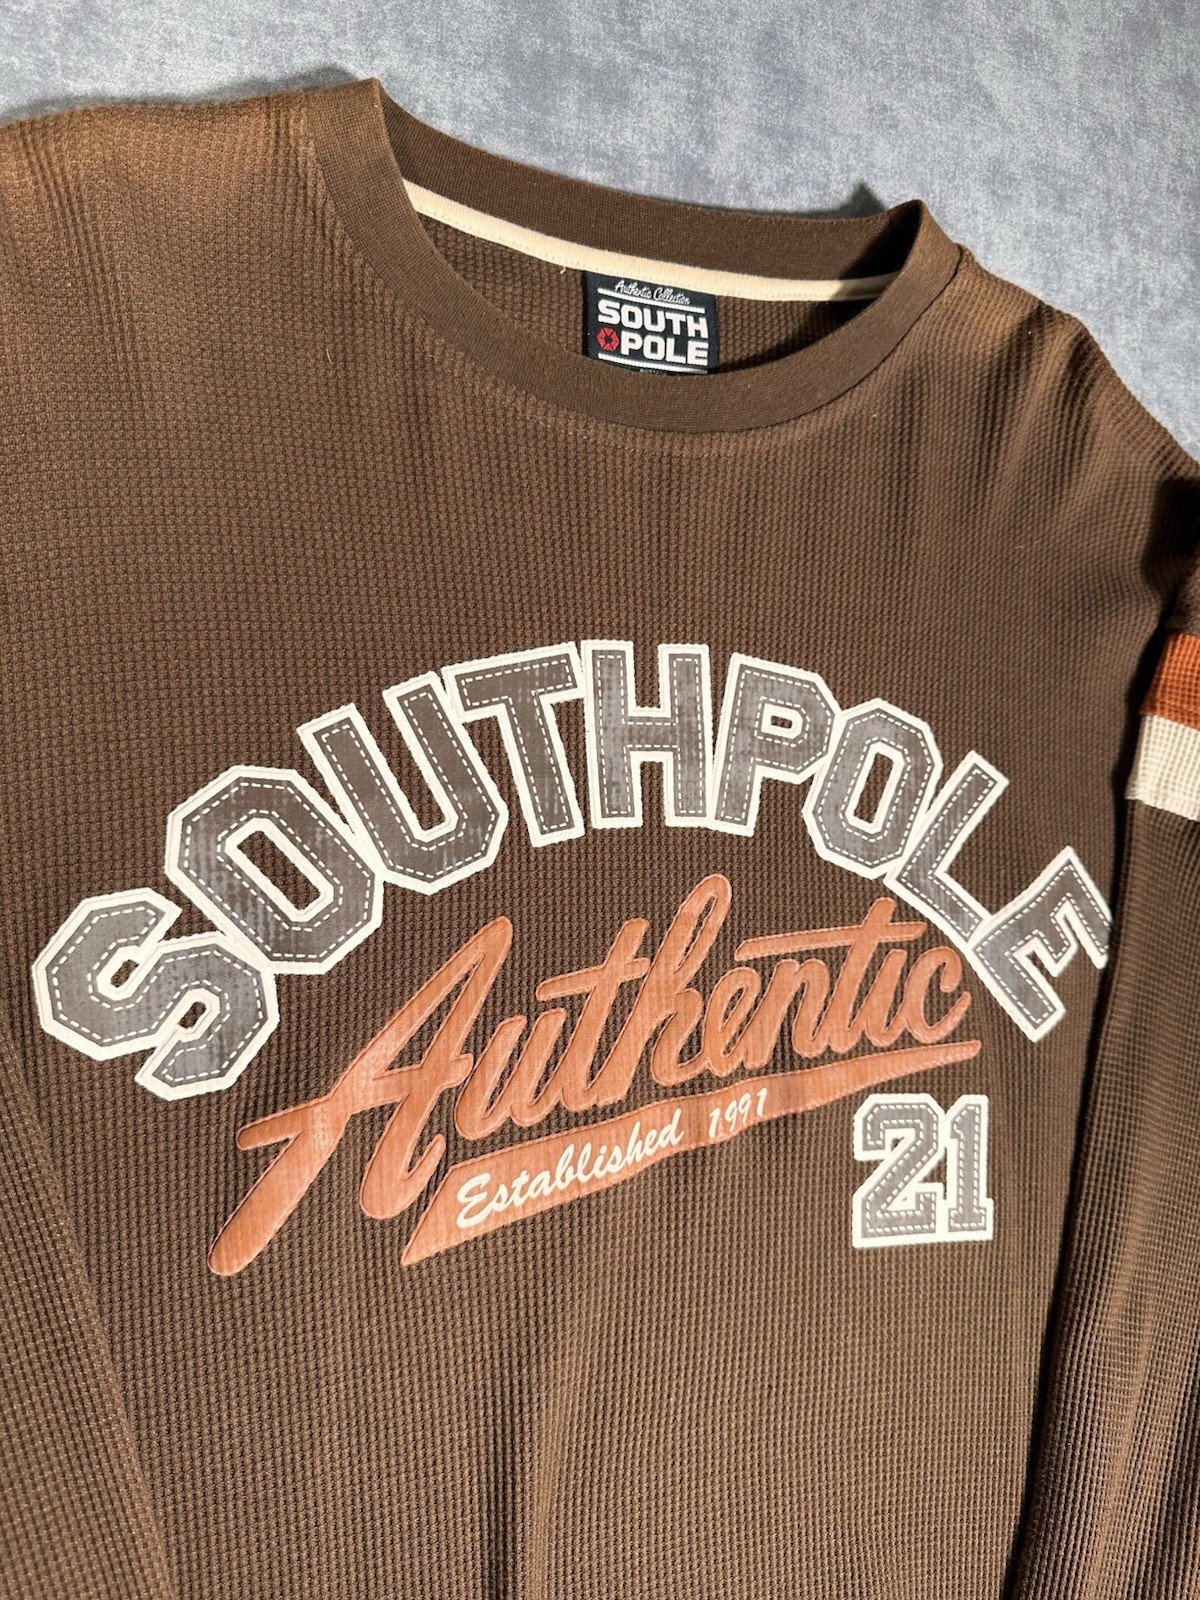 Authentic Collection
SOUTH
POLE
SOUTHPOLE
Authentic
Established 1991
21